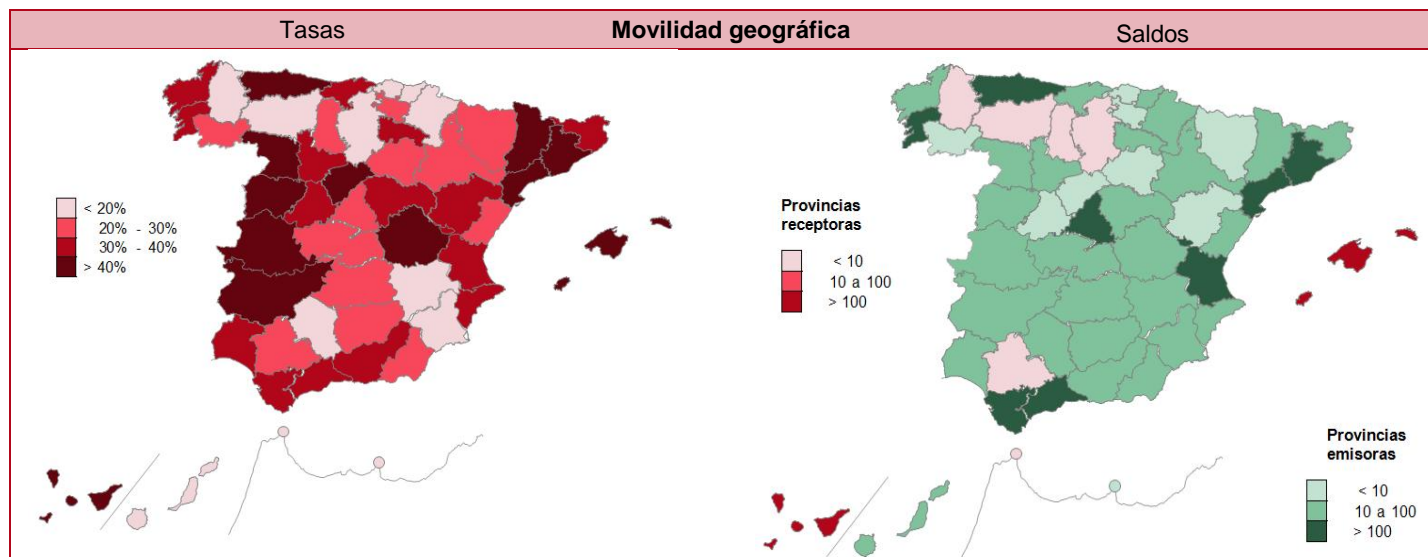 Tasas
Movilidad geográfica
Saldos
< 20%
20% - 30%
30% - 40%
> 40%
Provincias
receptoras
< 10
10 a 100
> 100
Provincias
emisoras
< 10
10 a 100
> 100